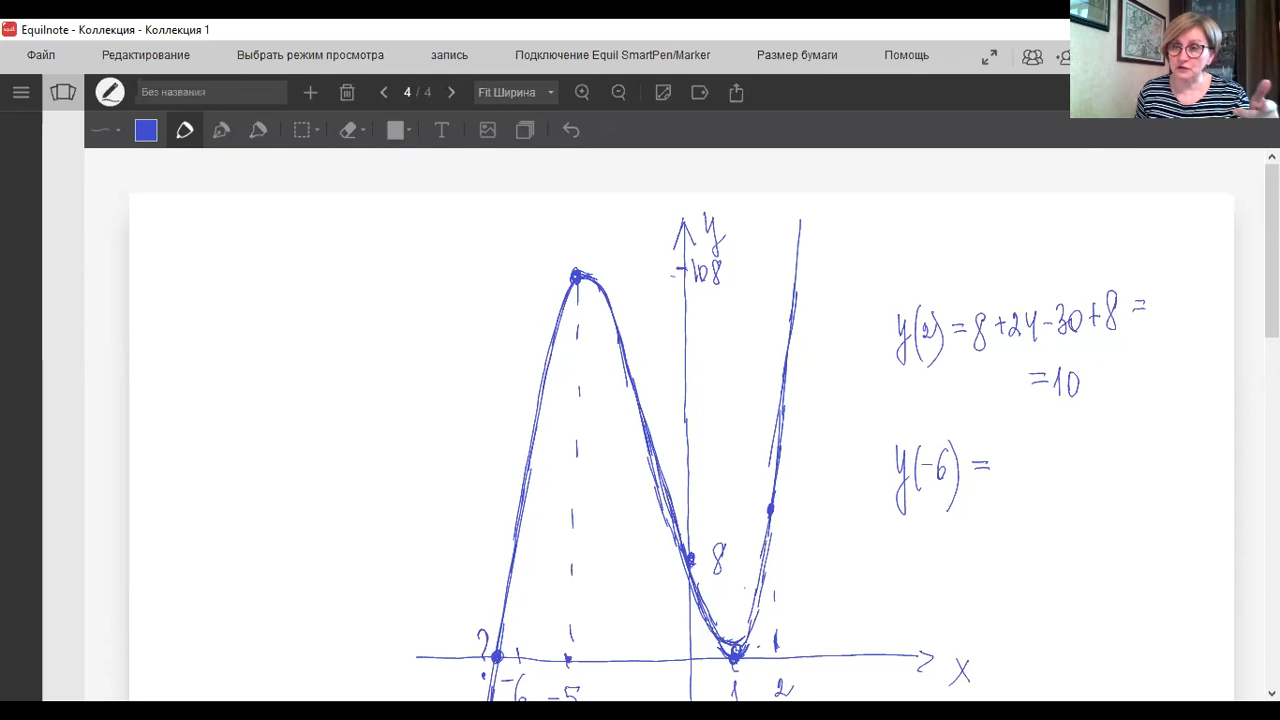 Equilnote - Коллекция - Коллекция 1
Файл Редактирование Выбрать режим просмотра запись Подключение Equil SmartPen/Marker Размер бумаги Помощь
Без названия 4 / 4 Fit Ширина
y
108
y(2) = 8 + 24 - 30 + 8 =
= 10
y(-6) =
8
?
-6 -5 1 2 x